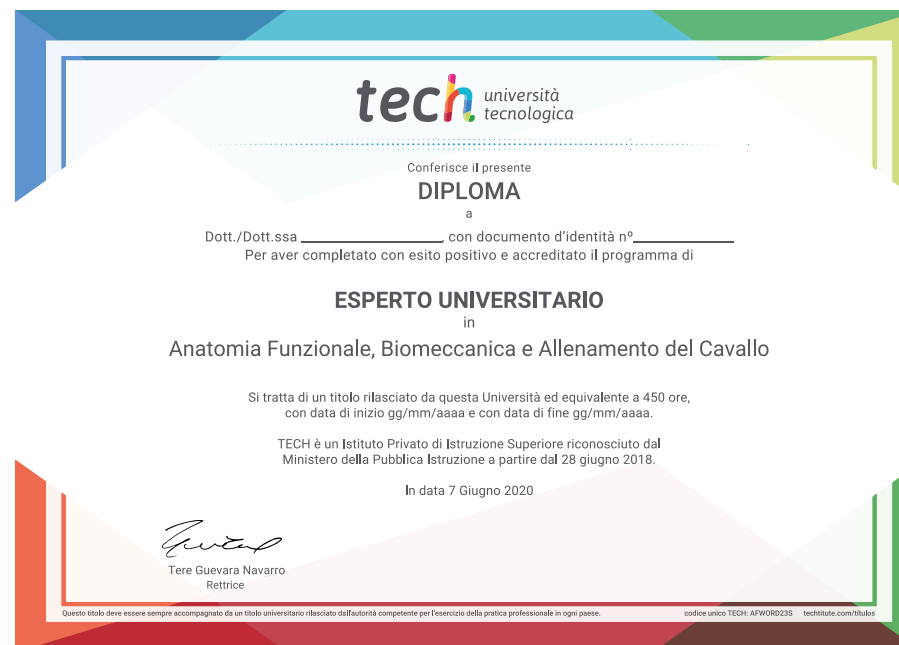 tech università
tecnologica
Conferisce il presente
DIPLOMA
a
Dott./Dott.ssa ____________________, con documento d'identità nº______________
Per aver completato con esito positivo e accreditato il programma di
ESPERTO UNIVERSITARIO
in
Anatomia Funzionale, Biomeccanica e Allenamento del Cavallo
Si tratta di un titolo rilasciato da questa Università ed equivalente a 450 ore,
con data di inizio gg/mm/aaaa e con data di fine gg/mm/aaaa.
TECH è un Istituto Privato di Istruzione Superiore riconosciuto dal
Ministero della Pubblica Istruzione a partire dal 28 giugno 2018.
In data 7 Giugno 2020
Tere Guevara Navarro
Rettrice
Questo titolo deve essere sempre accompagnato da un titolo universitario rilasciato dall'autorità competente per l'esercizio della pratica professionale in ogni paese. codice unico TECH: AFWORD23S techtitute.com/títulos